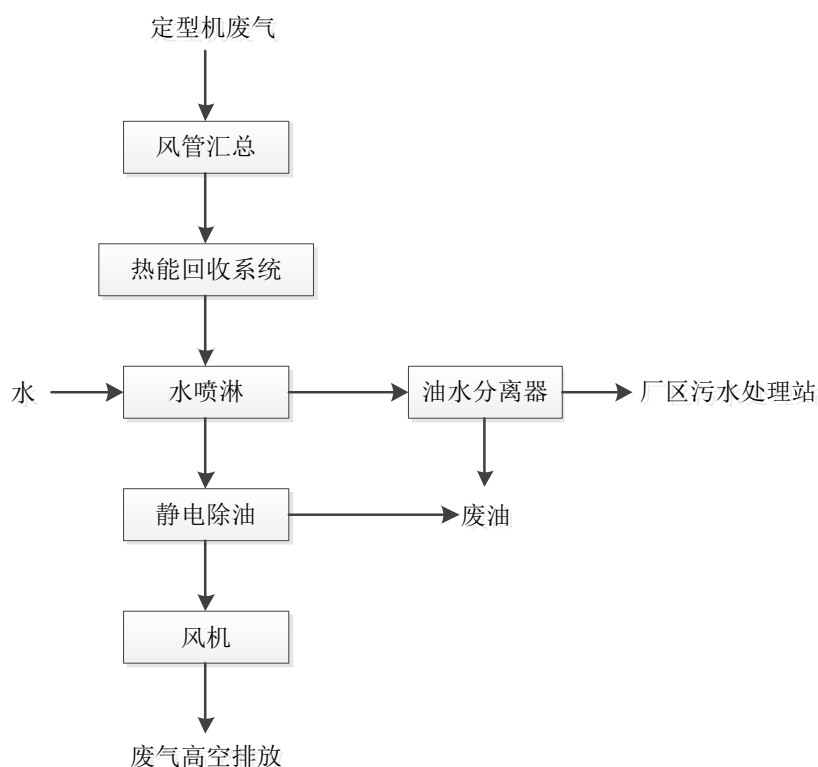 定型机废气
风管汇总
热能回收系统
水
水喷淋
油水分离器
厂区污水处理站
静电除油
废油
风机
废气高空排放